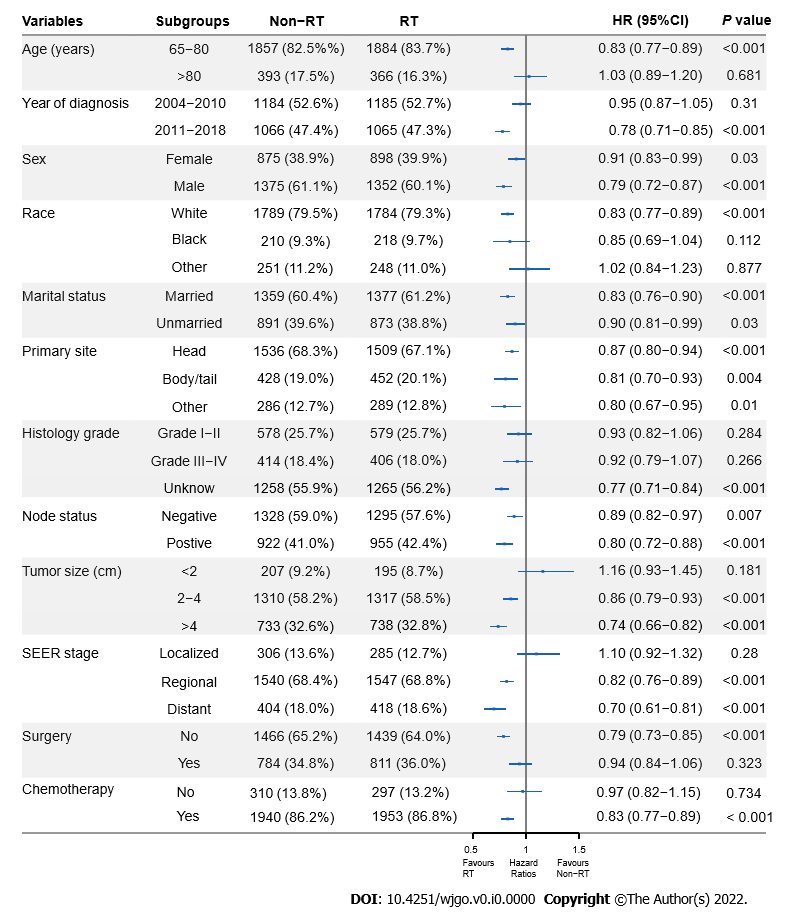 Variables Subgroups Non−RT RT HR (95%CI) P value
Age (years) 65−80 1857 (82.5%%) 1884 (83.7%) 0.83 (0.77−0.89) <0.001
>80 393 (17.5%) 366 (16.3%) 1.03 (0.89−1.20) 0.681
Year of diagnosis 2004−2010 1184 (52.6%) 1185 (52.7%) 0.95 (0.87−1.05) 0.31
2011−2018 1066 (47.4%) 1065 (47.3%) 0.78 (0.71−0.85) <0.001
Sex Female 875 (38.9%) 898 (39.9%) 0.91 (0.83−0.99) 0.03
Male 1375 (61.1%) 1352 (60.1%) 0.79 (0.72−0.87) <0.001
Race White 1789 (79.5%) 1784 (79.3%) 0.83 (0.77−0.89) <0.001
Black 210 (9.3%) 218 (9.7%) 0.85 (0.69−1.04) 0.112
Other 251 (11.2%) 248 (11.0%) 1.02 (0.84−1.23) 0.877
Marital status Married 1359 (60.4%) 1377 (61.2%) 0.83 (0.76−0.90) <0.001
Unmarried 891 (39.6%) 873 (38.8%) 0.90 (0.81−0.99) 0.03
Primary site Head 1536 (68.3%) 1509 (67.1%) 0.87 (0.80−0.94) <0.001
Body/tail 428 (19.0%) 452 (20.1%) 0.81 (0.70−0.93) 0.004
Other 286 (12.7%) 289 (12.8%) 0.80 (0.67−0.95) 0.01
Histology grade Grade I−II 578 (25.7%) 579 (25.7%) 0.93 (0.82−1.06) 0.284
Grade III−IV 414 (18.4%) 406 (18.0%) 0.92 (0.79−1.07) 0.266
Unknow 1258 (55.9%) 1265 (56.2%) 0.77 (0.71−0.84) <0.001
Node status Negative 1328 (59.0%) 1295 (57.6%) 0.89 (0.82−0.97) 0.007
Postive 922 (41.0%) 955 (42.4%) 0.80 (0.72−0.88) <0.001
Tumor size (cm) <2 207 (9.2%) 195 (8.7%) 1.16 (0.93−1.45) 0.181
2−4 1310 (58.2%) 1317 (58.5%) 0.86 (0.79−0.93) <0.001
>4 733 (32.6%) 738 (32.8%) 0.74 (0.66−0.82) <0.001
SEER stage Localized 306 (13.6%) 285 (12.7%) 1.10 (0.92−1.32) 0.28
Regional 1540 (68.4%) 1547 (68.8%) 0.82 (0.76−0.89) <0.001
Distant 404 (18.0%) 418 (18.6%) 0.70 (0.61−0.81) <0.001
Surgery No 1466 (65.2%) 1439 (64.0%) 0.79 (0.73−0.85) <0.001
Yes 784 (34.8%) 811 (36.0%) 0.94 (0.84−1.06) 0.323
Chemotherapy No 310 (13.8%) 297 (13.2%) 0.97 (0.82−1.15) 0.734
Yes 1940 (86.2%) 1953 (86.8%) 0.83 (0.77−0.89) < 0.001
0.5 1 1.5
Favours Hazard Favours
RT Ratios Non−RT
DOI: 10.4251/wjgo.v0.i0.0000 Copyright ©The Author(s) 2022.